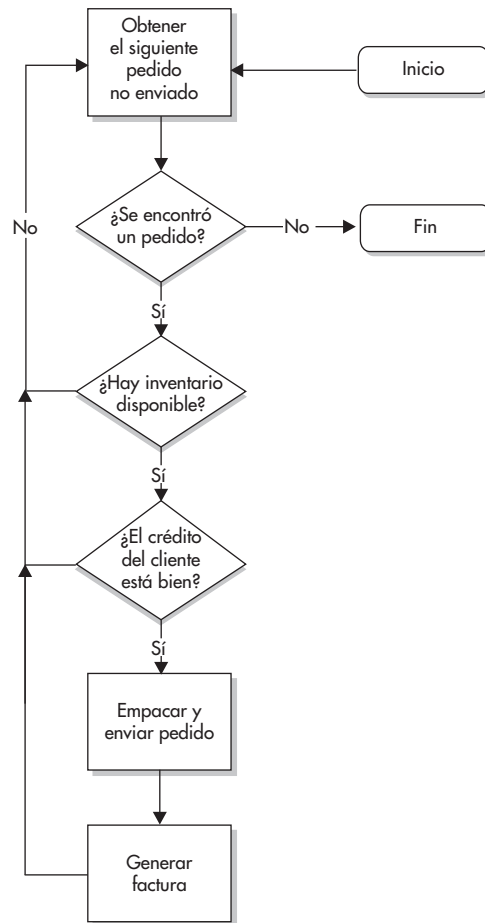 Obtener
el siguiente
pedido
no enviado
Inicio
No
¿Se encontró
un pedido?
No
Fin
Sí
¿Hay inventario
disponible?
Sí
¿El crédito
del cliente
está bien?
Sí
Empacar y
enviar pedido
Generar
factura